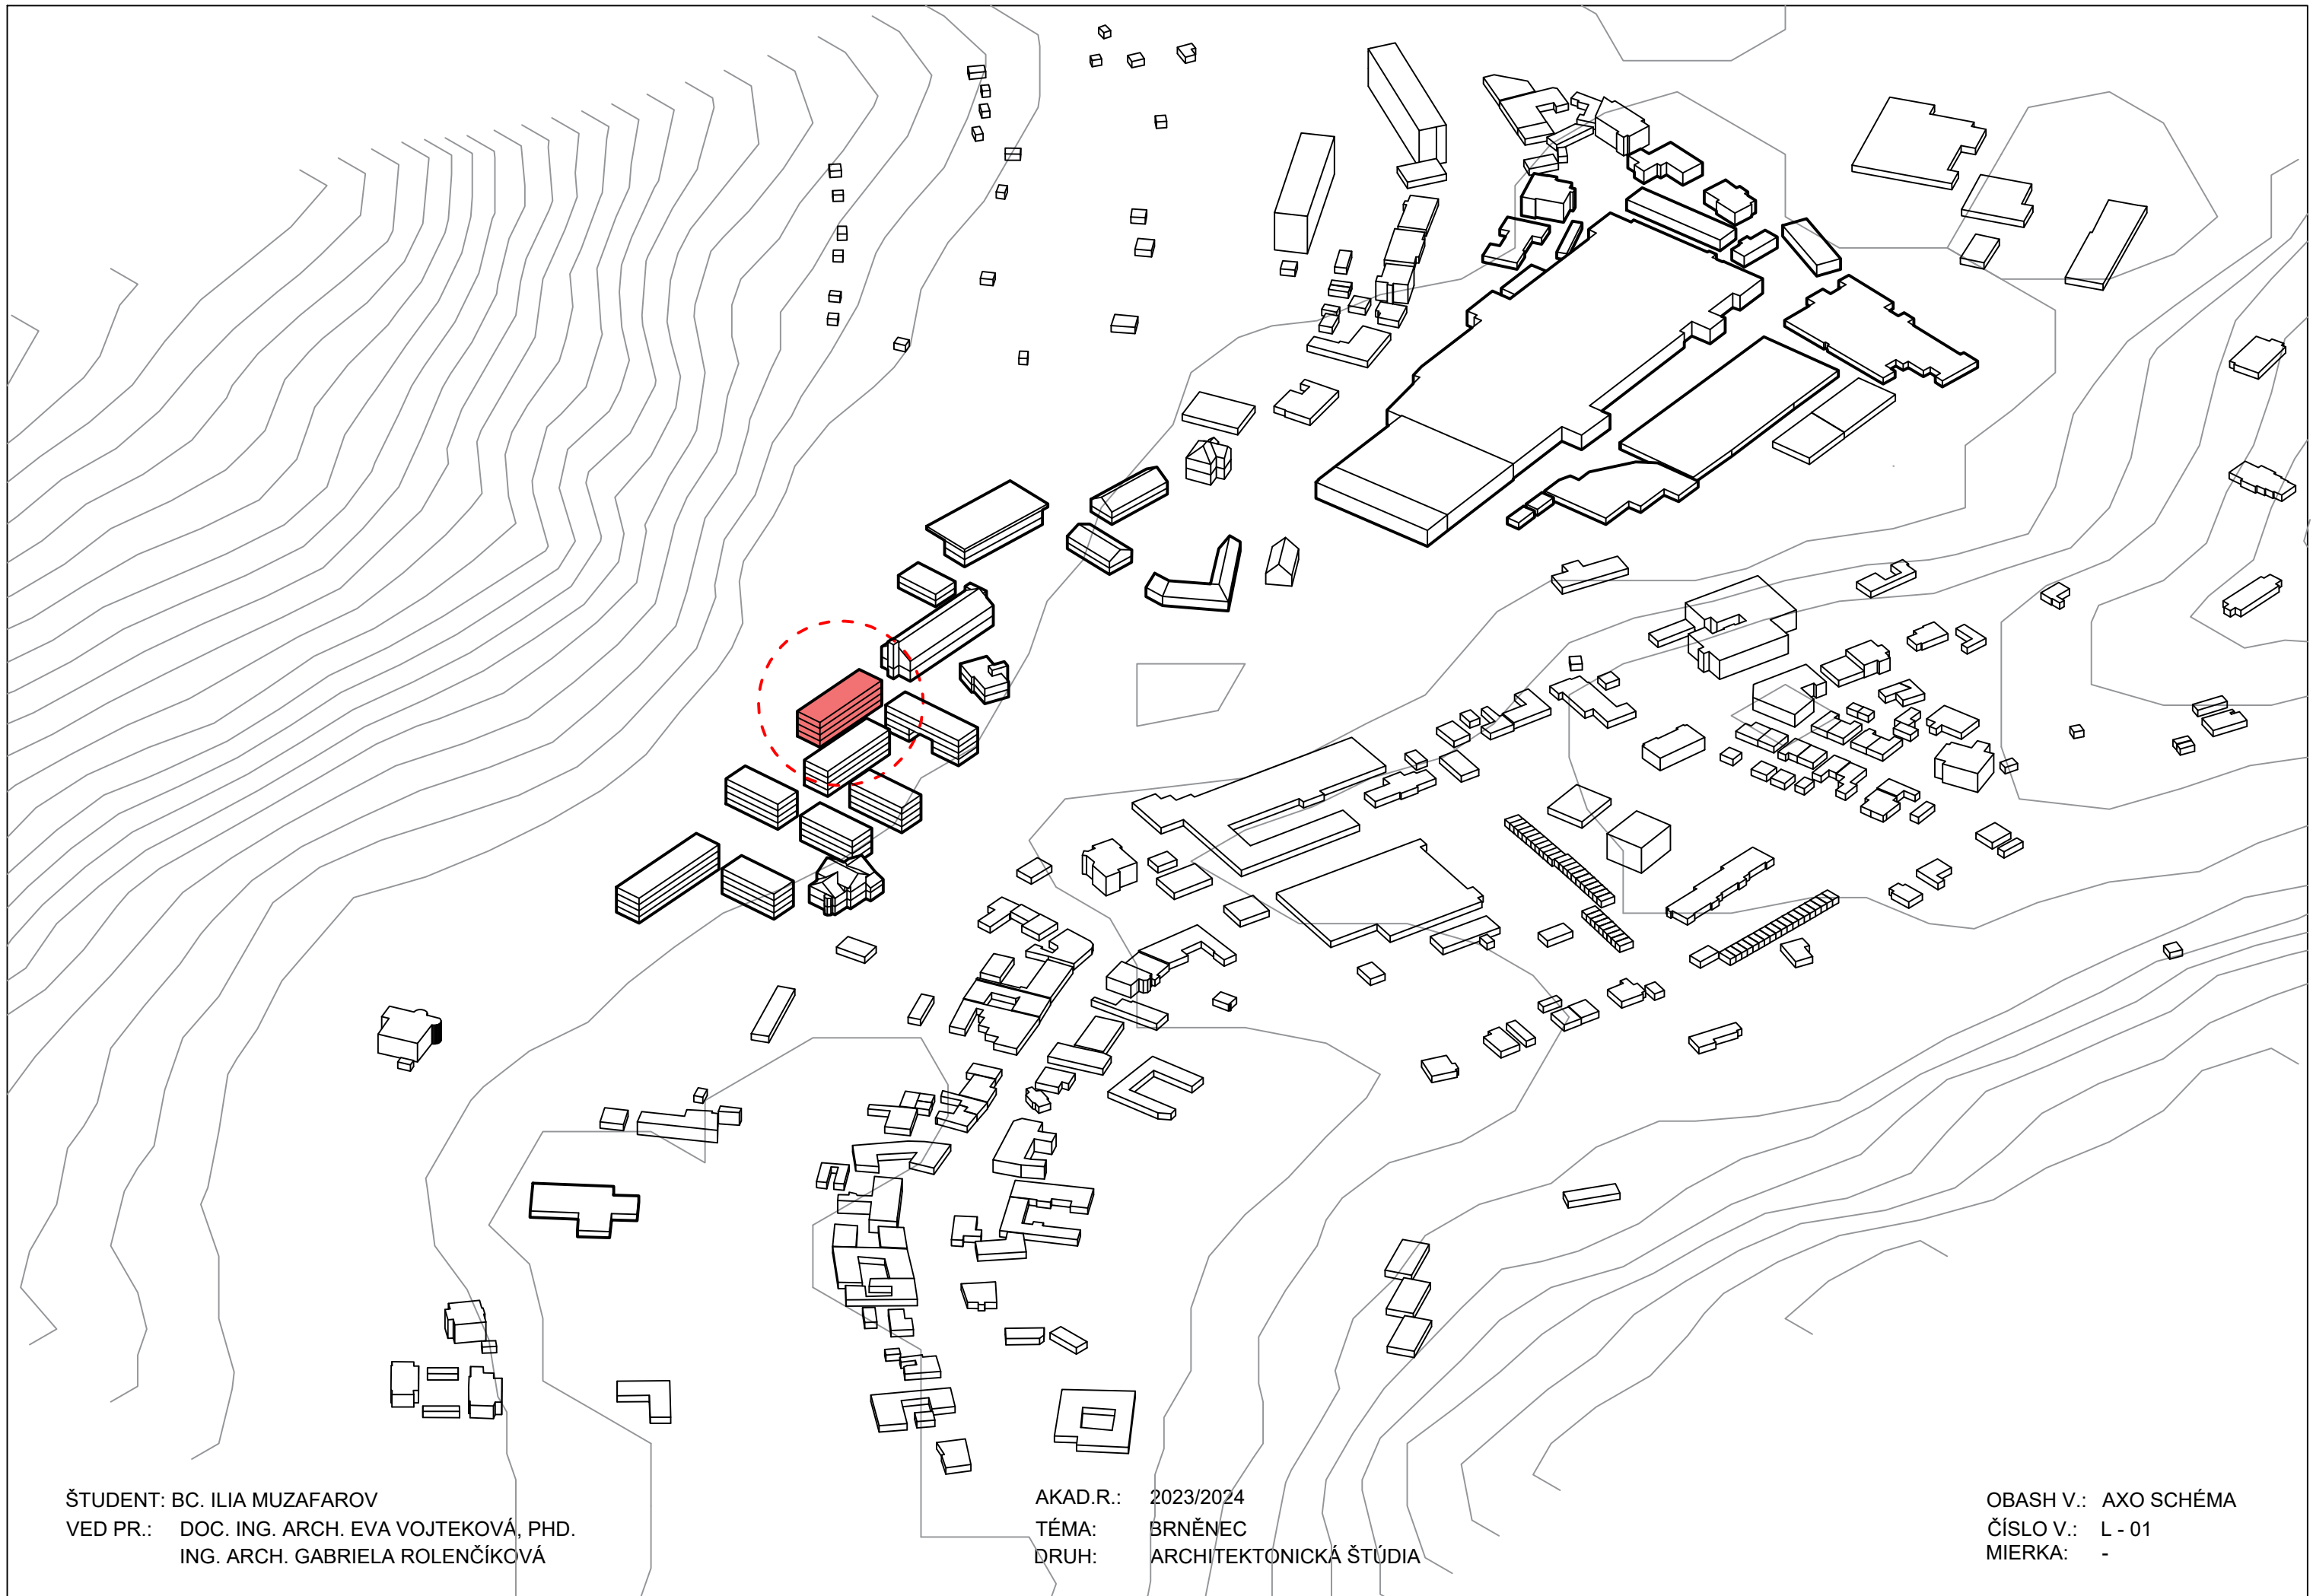 ŠTUDENT: BC. ILIA MUZAFAROV
VED PR.: DOC. ING. ARCH. EVA VOJTEKOVÁ, PHD.
ING. ARCH. GABRIELA ROLENČÍKOVÁ
AKAD.R.: 2023/2024
TÉMA: BRNĚNEC
DRUH: ARCHITEKTONICKÁ ŠTÚDIA
OBASH V.: AXO SCHÉMA
ČÍSLO V.: L - 01
MIERKA: -